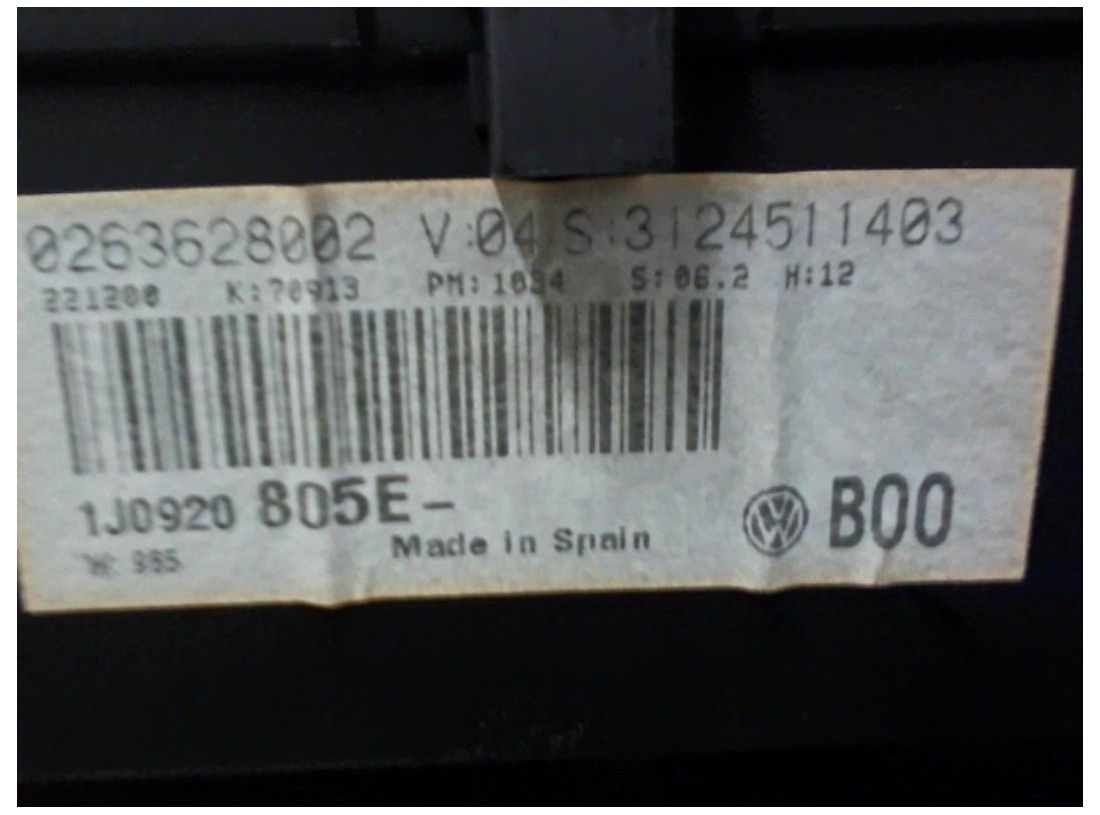 0263628002 V:04 S:3124511403
221200 K:70913 PM:1034 S:06.2 H:12
1J0920 805E-
Made in Spain
B00